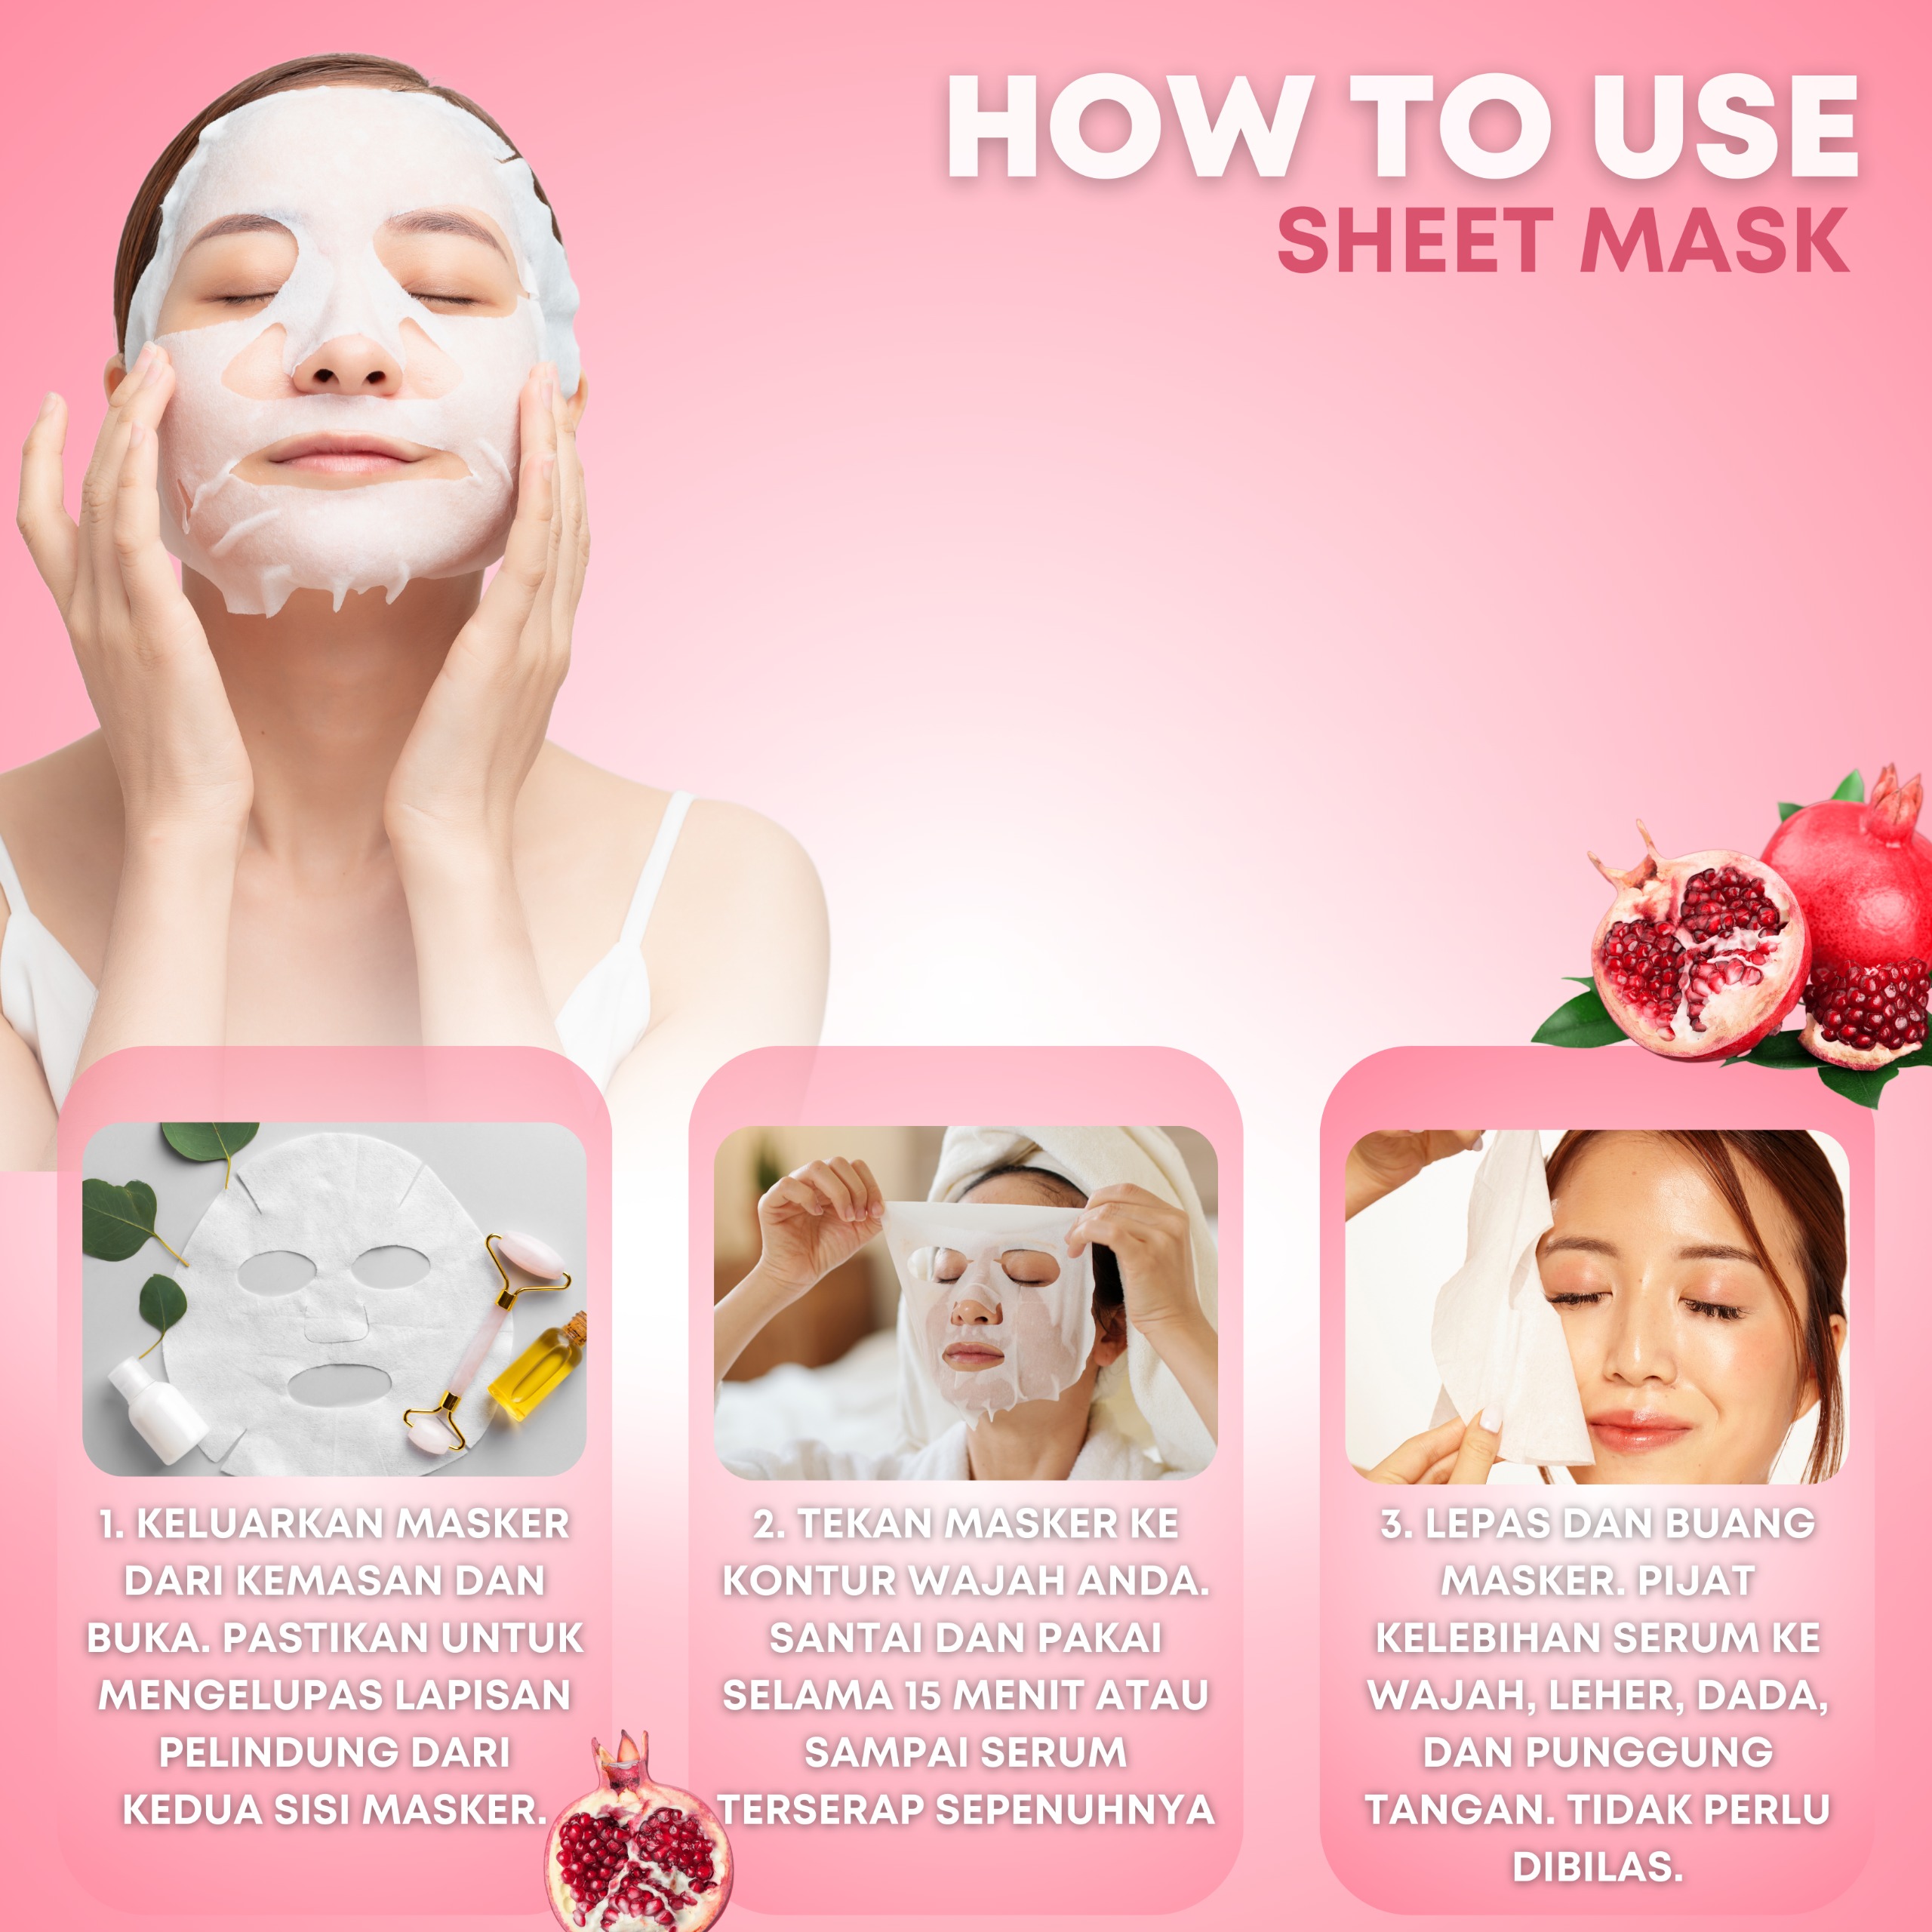 HOW TO USE
SHEET MASK
1. KELUARKAN MASKER
DARI KEMASAN DAN
BUKA. PASTIKAN UNTUK
MENGELUPAS LAPISAN
PELINDUNG DARI
KEDUA SISI MASKER.
2. TEKAN MASKER KE
KONTUR WAJAH ANDA.
SANTAI DAN PAKAI
SELAMA 15 MENIT ATAU
SAMPAI SERUM
TERSERAP SEPENUHNYA
3. LEPAS DAN BUANG
MASKER. PIJAT
KELEBIHAN SERUM KE
WAJAH, LEHER, DADA,
DAN PUNGGUNG
TANGAN. TIDAK PERLU
DIBILAS.